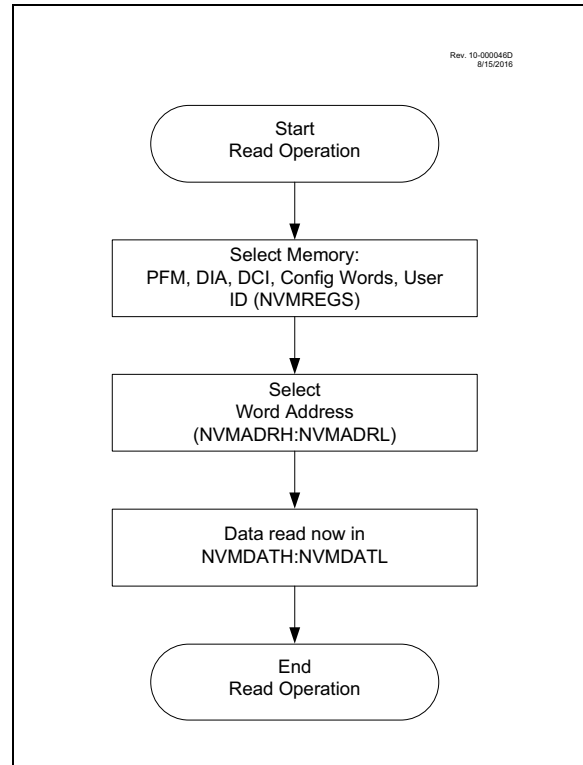 Rev. 10-000046D
8/15/2016
Start
Read Operation
Select Memory:
PFM, DIA, DCI, Config Words, User
ID (NVMREGS)
Select
Word Address
(NVMADRH:NVMADRL)
Data read now in
NVMDATH:NVMDATL
End
Read Operation